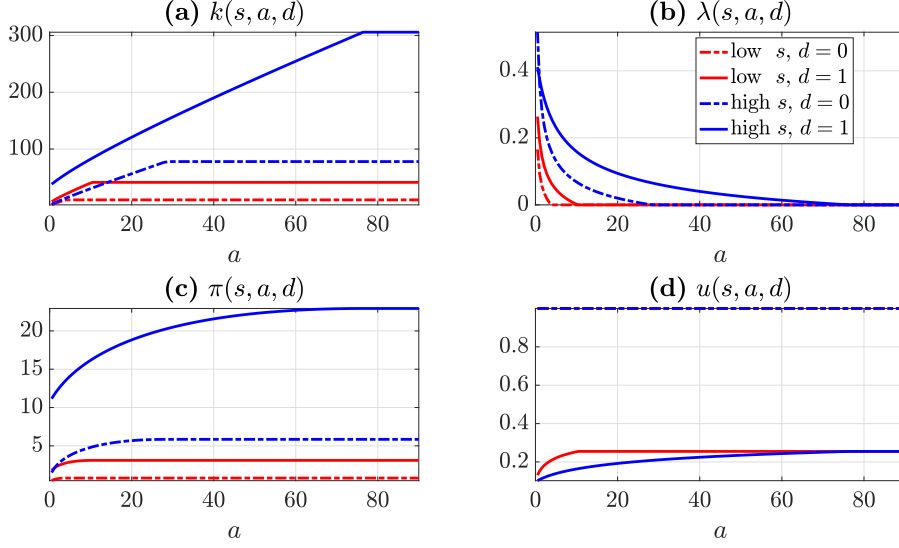 (a) k(s, a, d)
300
200
100
0 20 40 60 80
a
(b) λ(s, a, d)
0.4
0.2
0
0 20 40 60 80
a
low s, d = 0
low s, d = 1
high s, d = 0
high s, d = 1
(c) π(s, a, d)
20
15
10
5
0 20 40 60 80
a
(d) u(s, a, d)
0.8
0.6
0.4
0.2
0 20 40 60 80
a